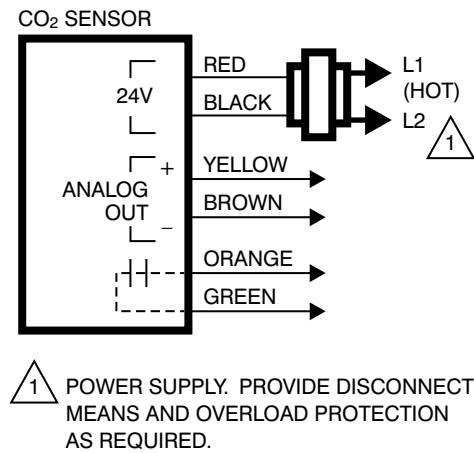 CO₂ SENSOR
RED
L1
(HOT)
24V
BLACK
L2
1
+
YELLOW
ANALOG
OUT
BROWN
−
ORANGE
GREEN
1 POWER SUPPLY. PROVIDE DISCONNECT
MEANS AND OVERLOAD PROTECTION
AS REQUIRED.